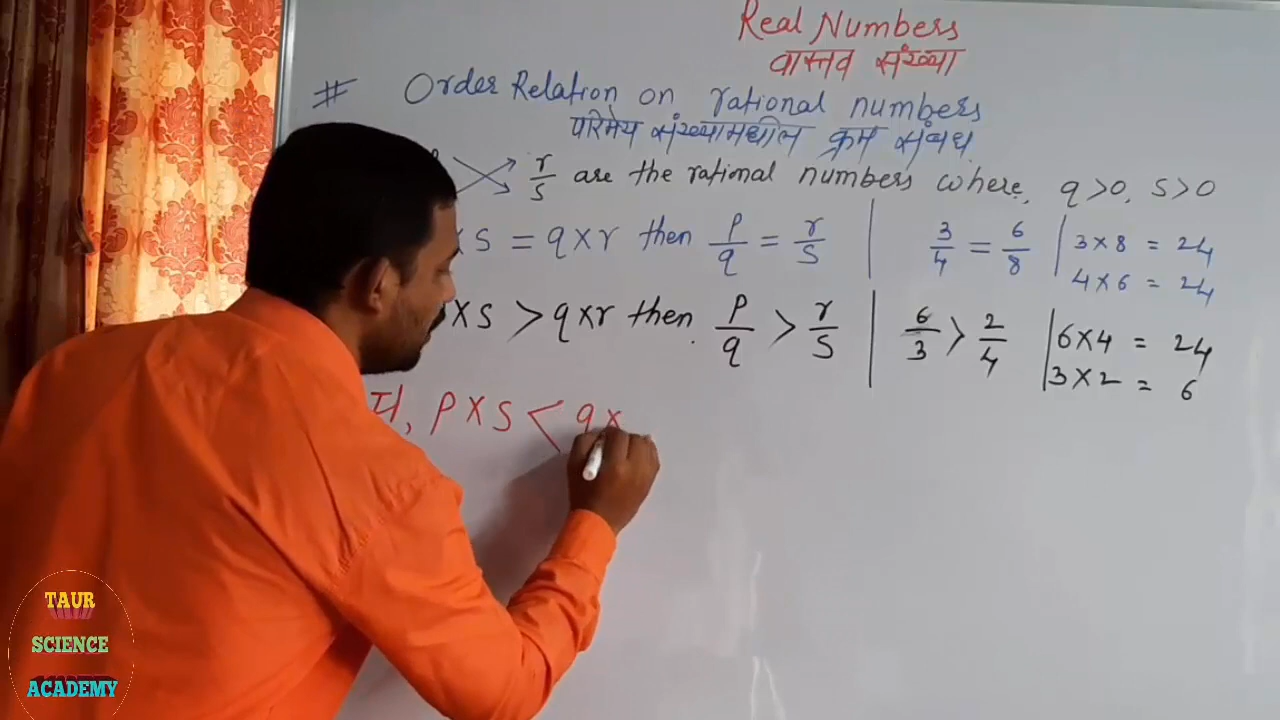 Real Numbers
वास्तव संख्या
# Order Relation on rational numbers
परिमेय संख्यामधील क्रम संबंध
r/s are the rational numbers where, q > 0, s > 0
× s = q × r then p/q = r/s | 3/4 = 6/8 | 3 × 8 = 24
4 × 6 = 24
× s > q × r then p/q > r/s | 6/3 > 2/4 | 6 × 4 = 24
3 × 2 = 6
p × s < q ×
TAUR
SCIENCE
ACADEMY